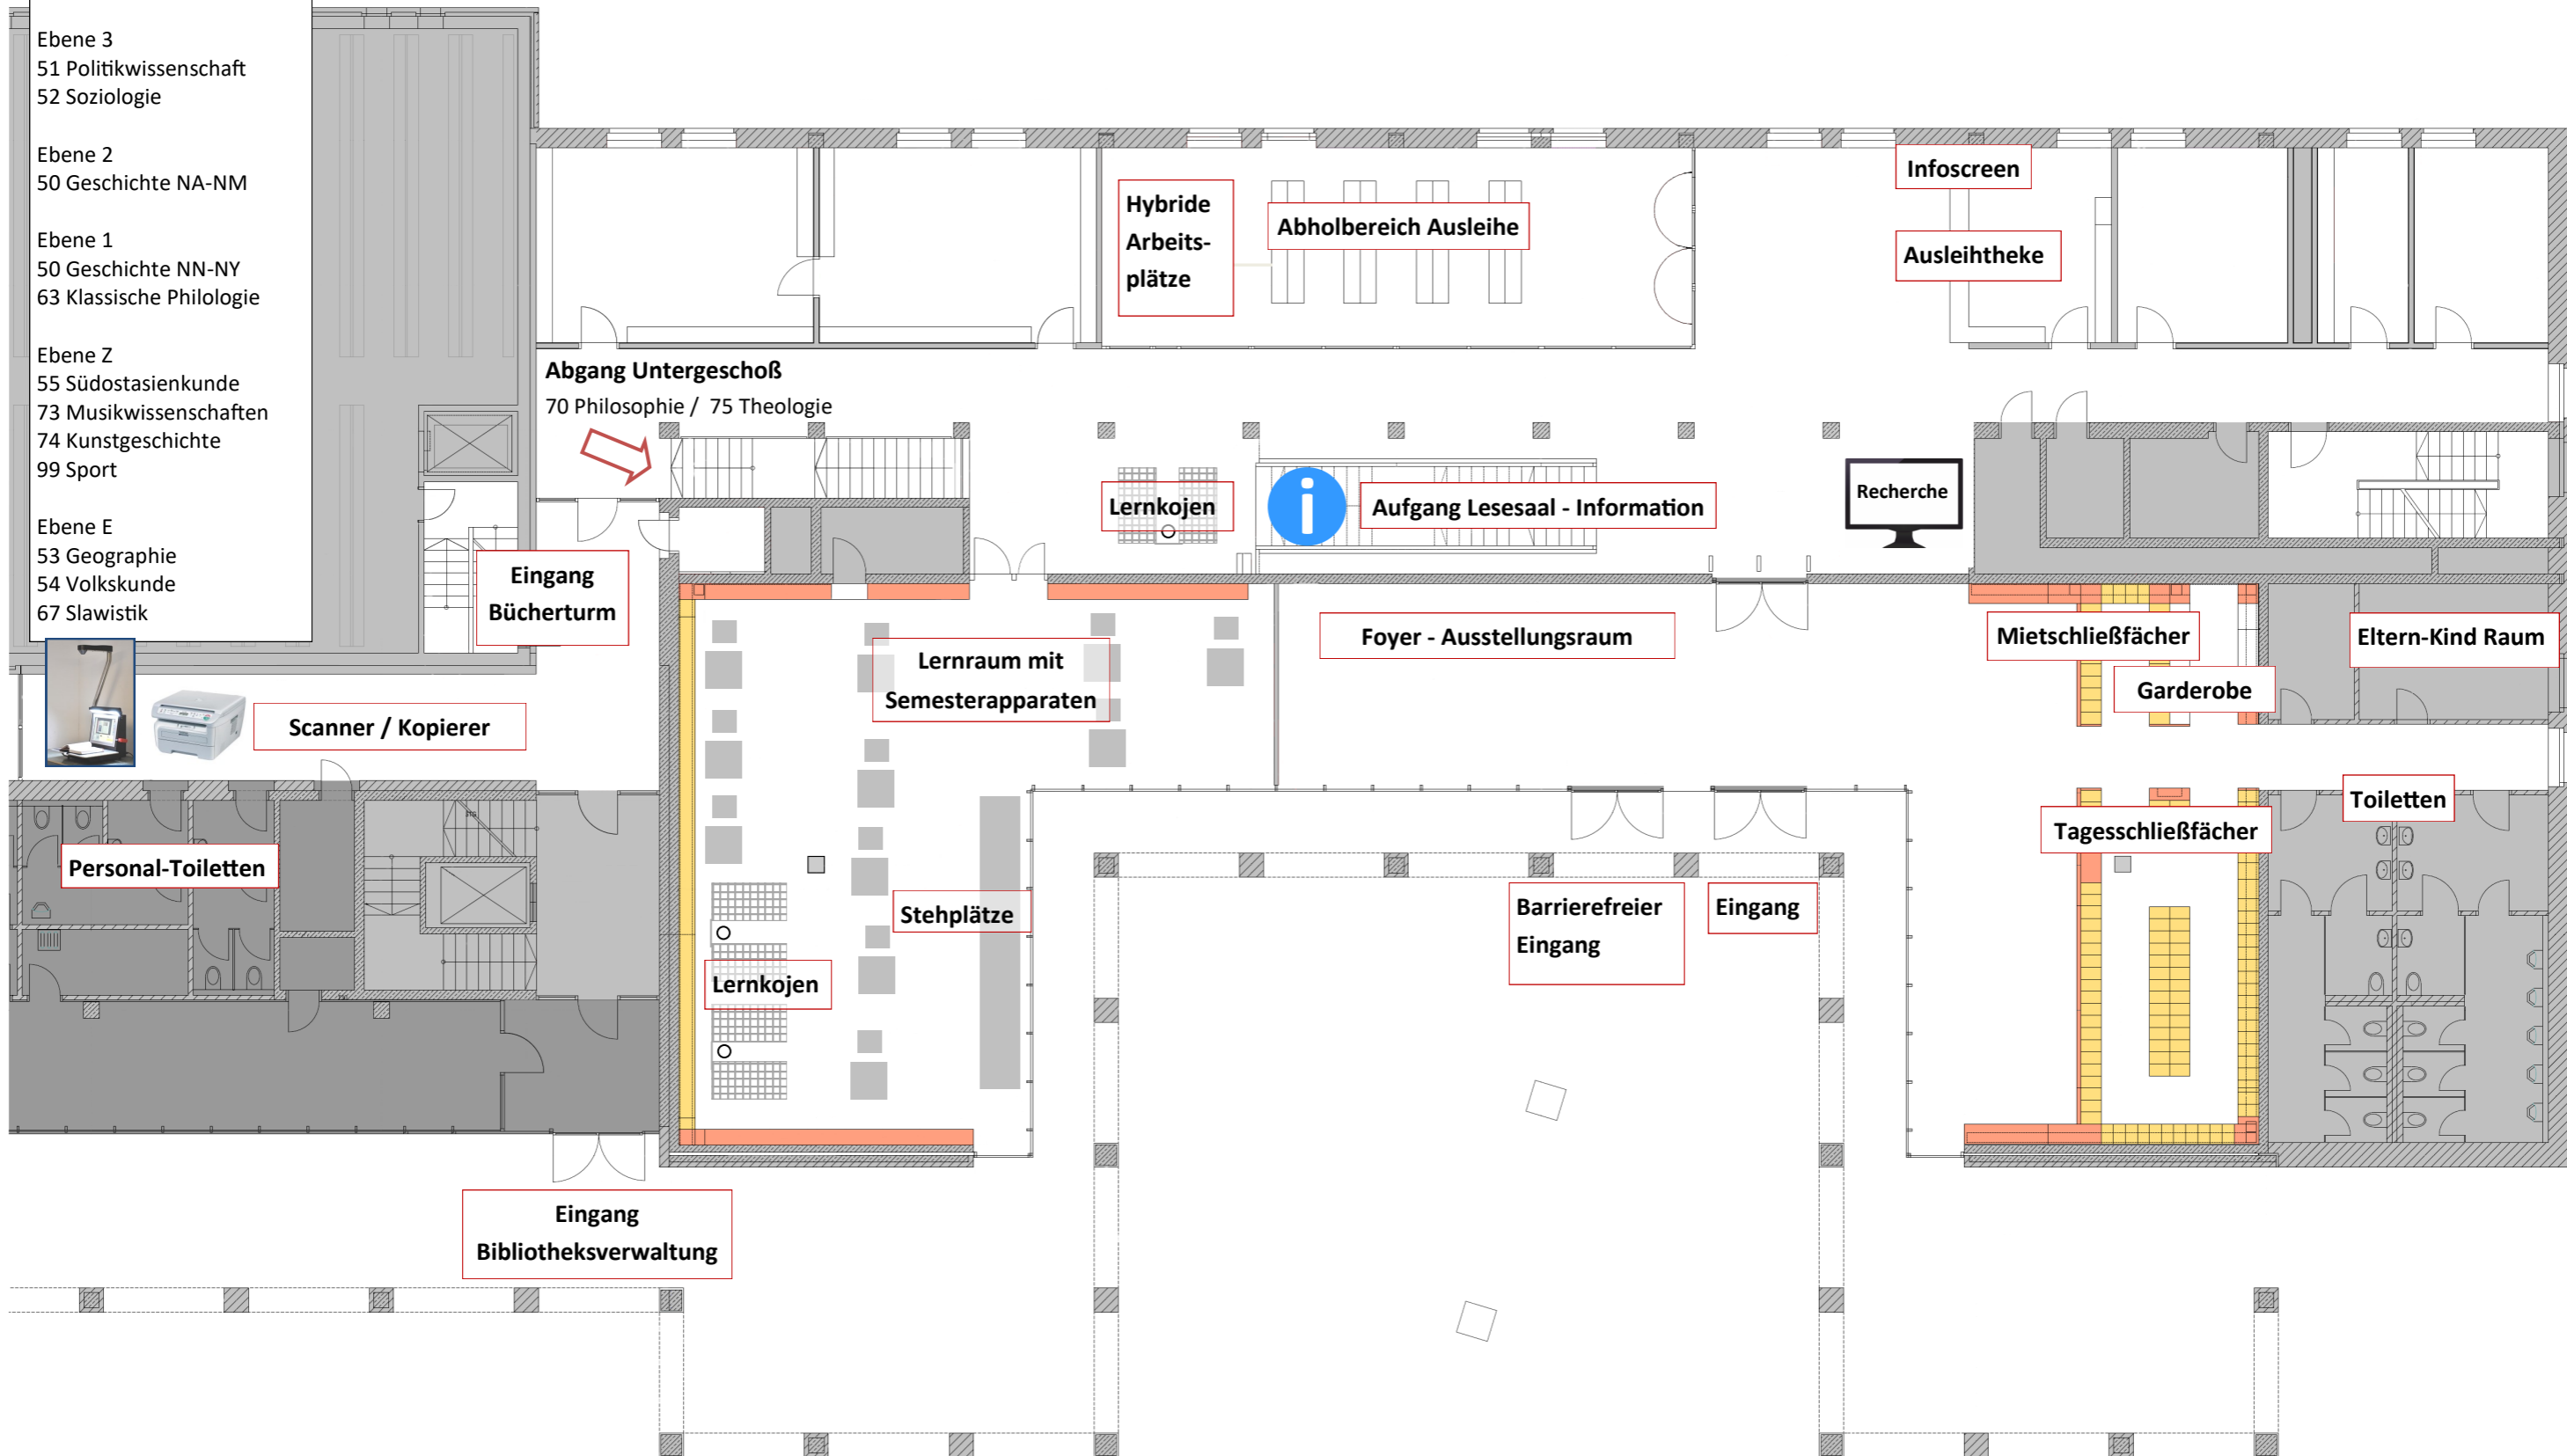 Ebene 3
51 Politikwissenschaft
52 Soziologie
Ebene 2
50 Geschichte NA-NM
Ebene 1
50 Geschichte NN-NY
63 Klassische Philologie
Ebene Z
55 Südostasienkunde
73 Musikwissenschaften
74 Kunstgeschichte
99 Sport
Ebene E
53 Geographie
54 Volkskunde
67 Slawistik
Hybride
Arbeits-
plätze
Abholbereich Ausleihe
Infoscreen
Ausleihtheke
Abgang Untergeschoß
70 Philosophie / 75 Theologie
Lernkojen
i
Aufgang Lesesaal - Information
Recherche
Eingang
Bücherturm
Lernraum mit
Semesterapparaten
Foyer - Ausstellungsraum
Mietschließfächer
Eltern-Kind Raum
Garderobe
Scanner / Kopierer
Toiletten
Tagesschließfächer
Personal-Toiletten
Stehplätze
Barrierefreier
Eingang
Eingang
Lernkojen
Eingang
Bibliotheksverwaltung